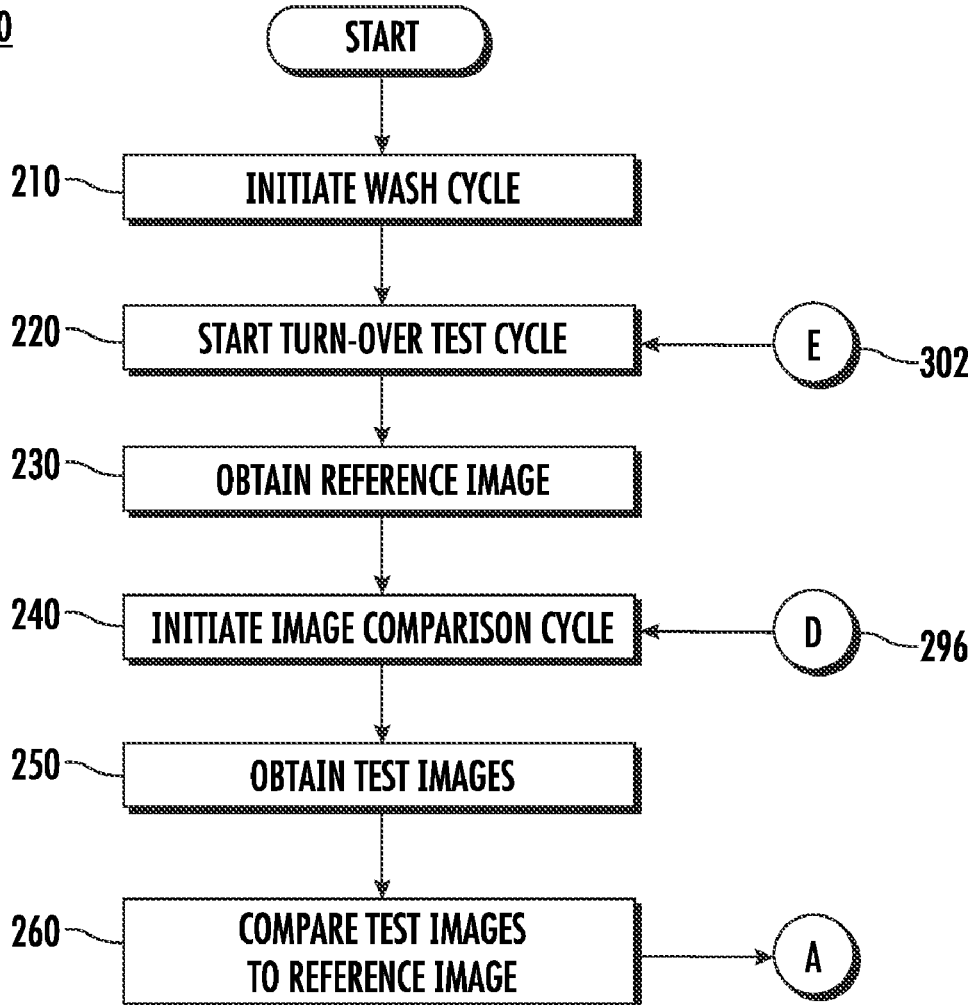 0
START
210
INITIATE WASH CYCLE
220
START TURN-OVER TEST CYCLE
E
302
230
OBTAIN REFERENCE IMAGE
240
INITIATE IMAGE COMPARISON CYCLE
D
296
250
OBTAIN TEST IMAGES
260
COMPARE TEST IMAGES
TO REFERENCE IMAGE
A